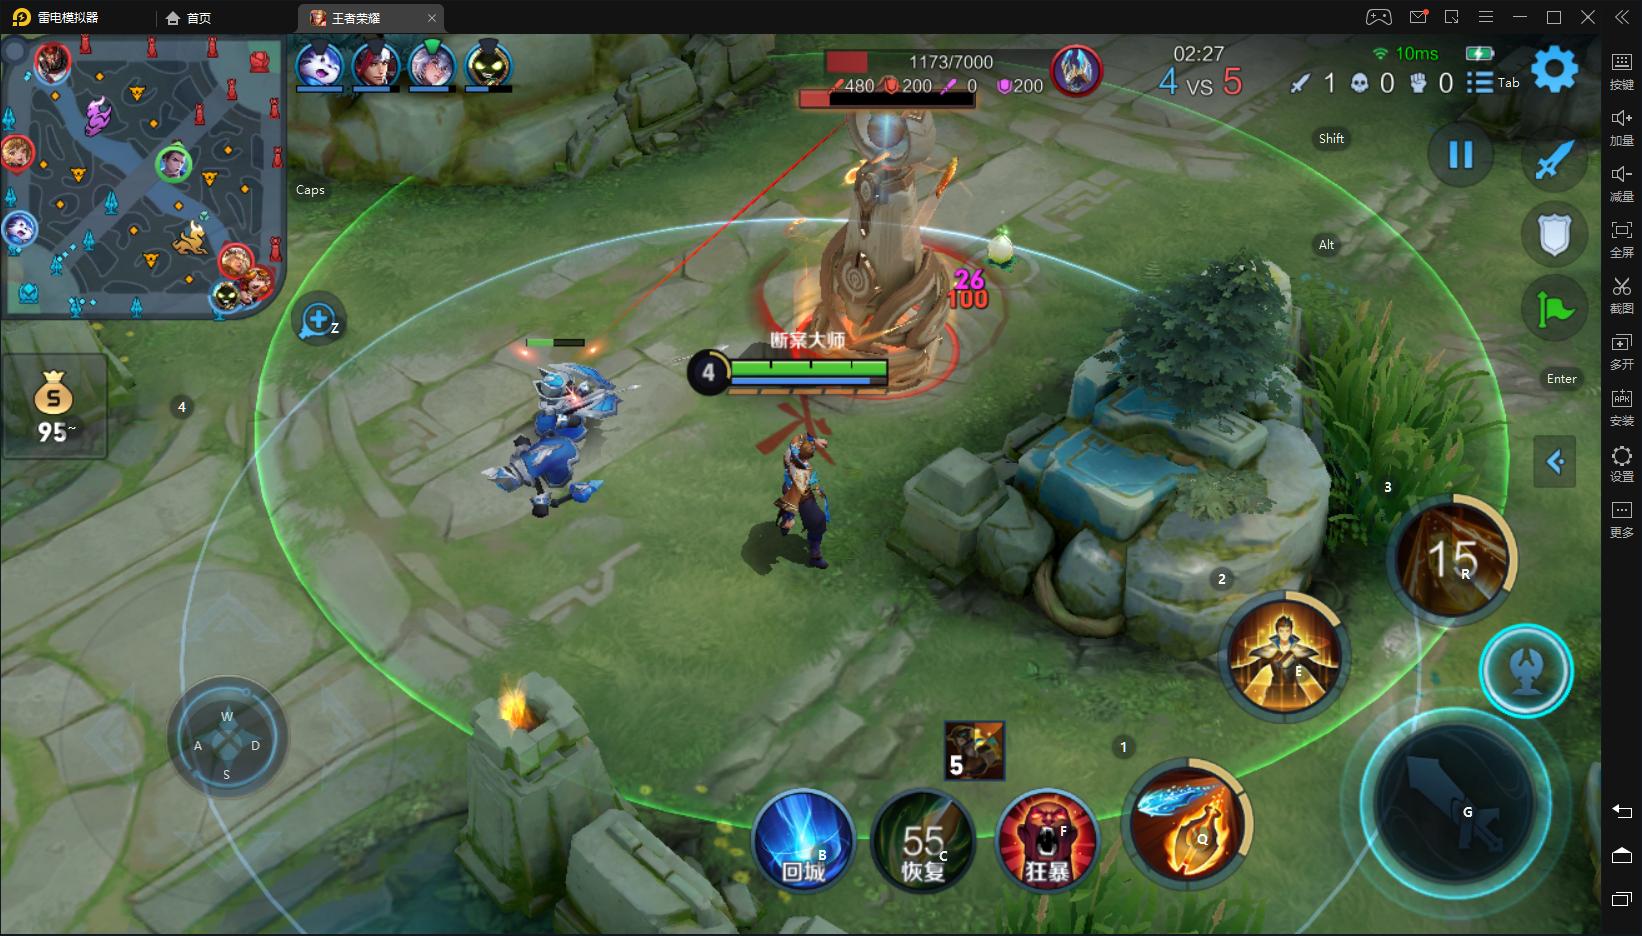 雷电模拟器
首页
王者荣耀
1173/7000
480 200 0 200
02:27
4 VS 5
10ms
1 0 0
Tab
Shift
Caps
Alt
Z
Enter
26
100
断案大师
4
S
95~
4
3
15
R
2
E
W
A
D
S
5
1
B
回城
55
C
恢复
F
狂暴
Q
G
按键
加量
减量
全屏
截图
多开
APK
安装
设置
更多